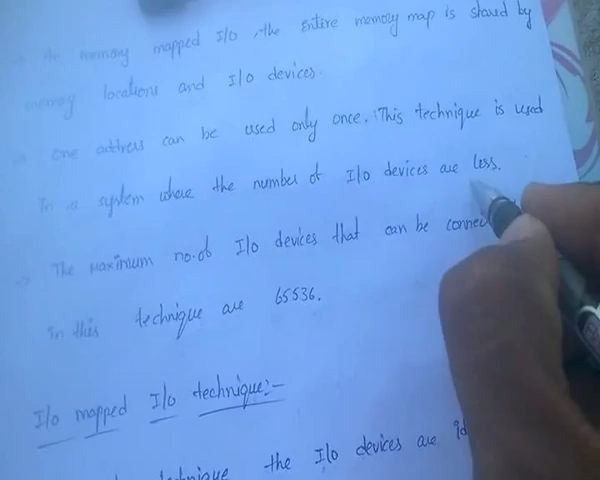 → In memory mapped I/o, the entire memory map is shared by
memory locations and I/o devices.
→ one address can be used only once. This technique is used
In a system where the number of I/o devices are less.
→ The maximum no.of I/o devices that can be connec
In this technique are 65536.
I/o mapped I/o technique:-
technique the I/o devices are id